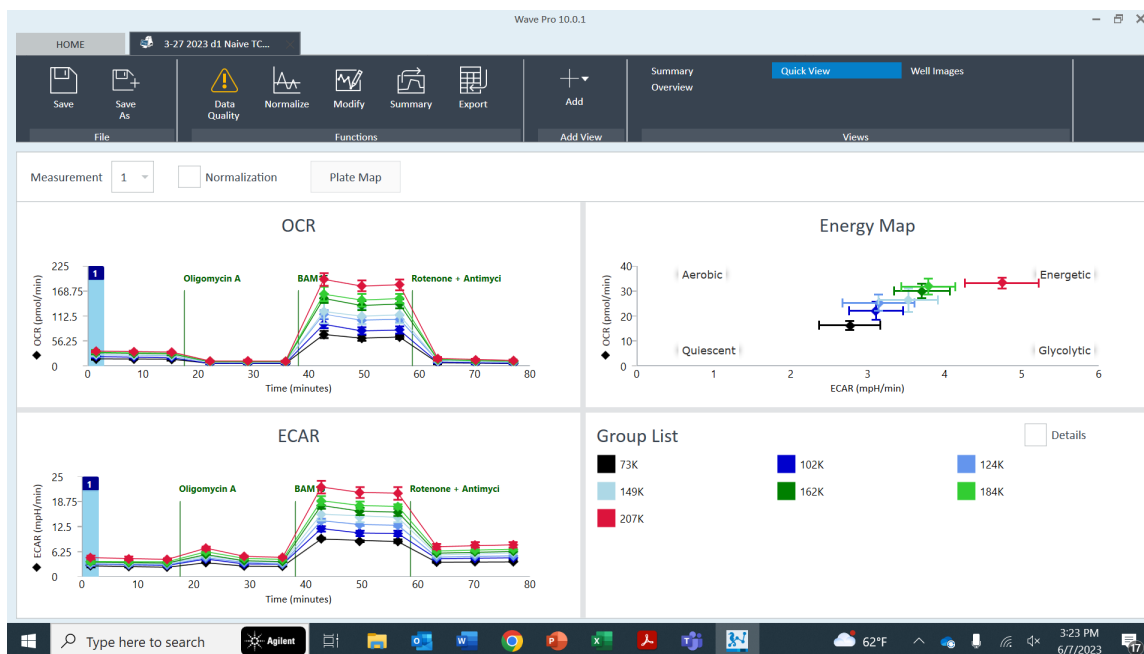 Wave Pro 10.0.1
HOME
3-27 2023 d1 Naive TC...
Save
Save As
Data Quality
Normalize
Modify
Summary
Export
Add
Summary
Overview
Quick View
Well Images
File
Functions
Add View
Views
Measurement 1 Normalization Plate Map
OCR
OCR (pmol/min)
225
168.75
112.5
56.25
0
1
Oligomycin A
BAM
Rotenone + Antimyci
0 10 20 30 40 50 60 70 80
Time (minutes)
Energy Map
OCR (pmol/min)
40
30
20
10
0
Aerobic
Energetic
Quiescent
Glycolytic
0 1 2 3 4 5 6
ECAR (mpH/min)
ECAR
ECAR (mpH/min)
25
18.75
12.5
6.25
0
1
Oligomycin A
BAM
Rotenone + Antimyci
0 10 20 30 40 50 60 70 80
Time (minutes)
Group List
Details
73K
102K
124K
149K
162K
184K
207K
Type here to search
Agilent
62°F
3:23 PM
6/7/2023
17